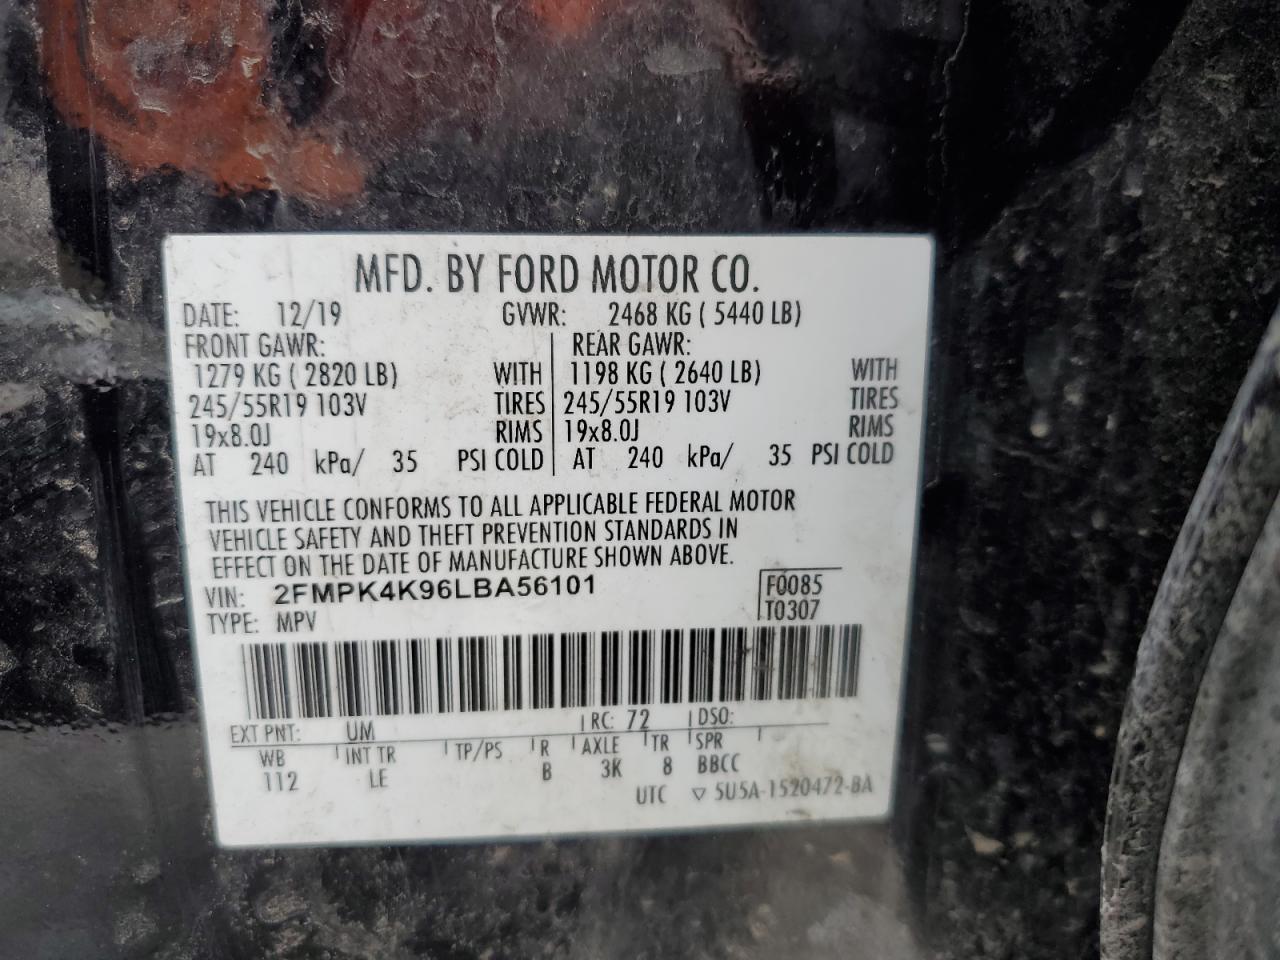 MFD. BY FORD MOTOR CO.
DATE: 12/19 GVWR: 2468 KG ( 5440 LB)
FRONT GAWR: REAR GAWR:
1279 KG ( 2820 LB) WITH 1198 KG ( 2640 LB) WITH
245/55R19 103V TIRES 245/55R19 103V TIRES
19x8.0J RIMS 19x8.0J RIMS
AT 240 kPa/ 35 PSI COLD AT 240 kPa/ 35 PSI COLD
THIS VEHICLE CONFORMS TO ALL APPLICABLE FEDERAL MOTOR
VEHICLE SAFETY AND THEFT PREVENTION STANDARDS IN
EFFECT ON THE DATE OF MANUFACTURE SHOWN ABOVE.
VIN: 2FMPK4K96LBA56101 F0085
TYPE: MPV T0307
EXT PNT: UM RC: 72 DSO:
WB INT TR TP/PS R AXLE TR SPR
112 LE B 3K 8 BBCC
UTC ▽ 5U5A-1520472-BA